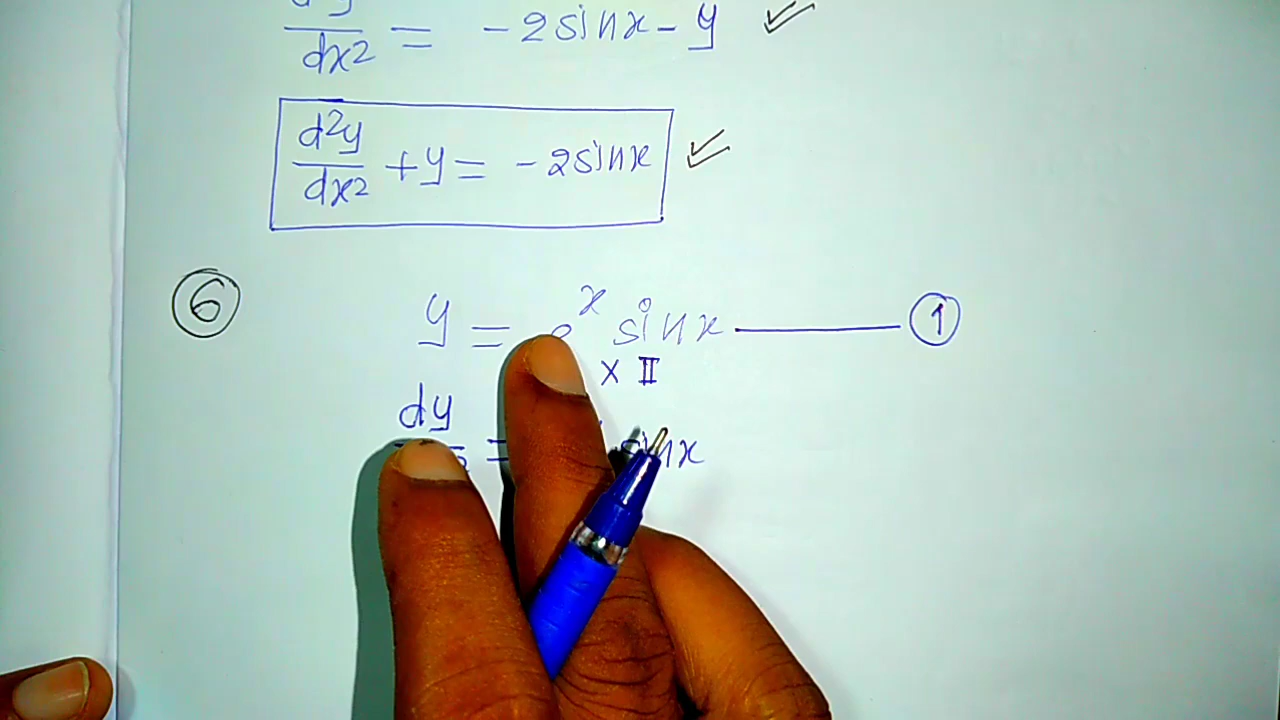 dx2 = -2sinx - y
d²y/dx2 + y = -2sinx
6 y = e^x sinx 1
x II
dy = sinx